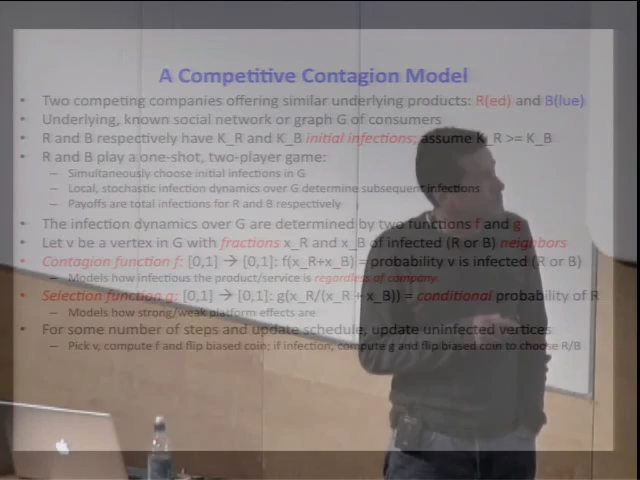 A Competitive Contagion Model
• Two competing companies offering similar underlying products: R(ed) and B(lue)
• Underlying, known social network or graph G of consumers
• R and B respectively have K_R and K_B initial infections; assume K_R >= K_B
• R and B play a one-shot, two-player game:
– Simultaneously choose initial infections in G
– Local, stochastic infection dynamics over G determine subsequent infections
– Payoffs are total infections for R and B respectively
• The infection dynamics over G are determined by two functions f and g
• Let v be a vertex in G with fractions x_R and x_B of infected (R or B) neighbors
• Contagion function f: [0,1] → [0,1]: f(x_R+x_B) = probability v is infected (R or B)
– Models how infectious the product/service is regardless of company
• Selection function g: [0,1] → [0,1]: g(x_R/(x_R + x_B)) = conditional probability of R
– Models how strong/weak platform effects are
• For some number of steps and update schedule, update uninfected vertices
– Pick v, compute f and flip biased coin; if infection, compute g and flip biased coin to choose R/B